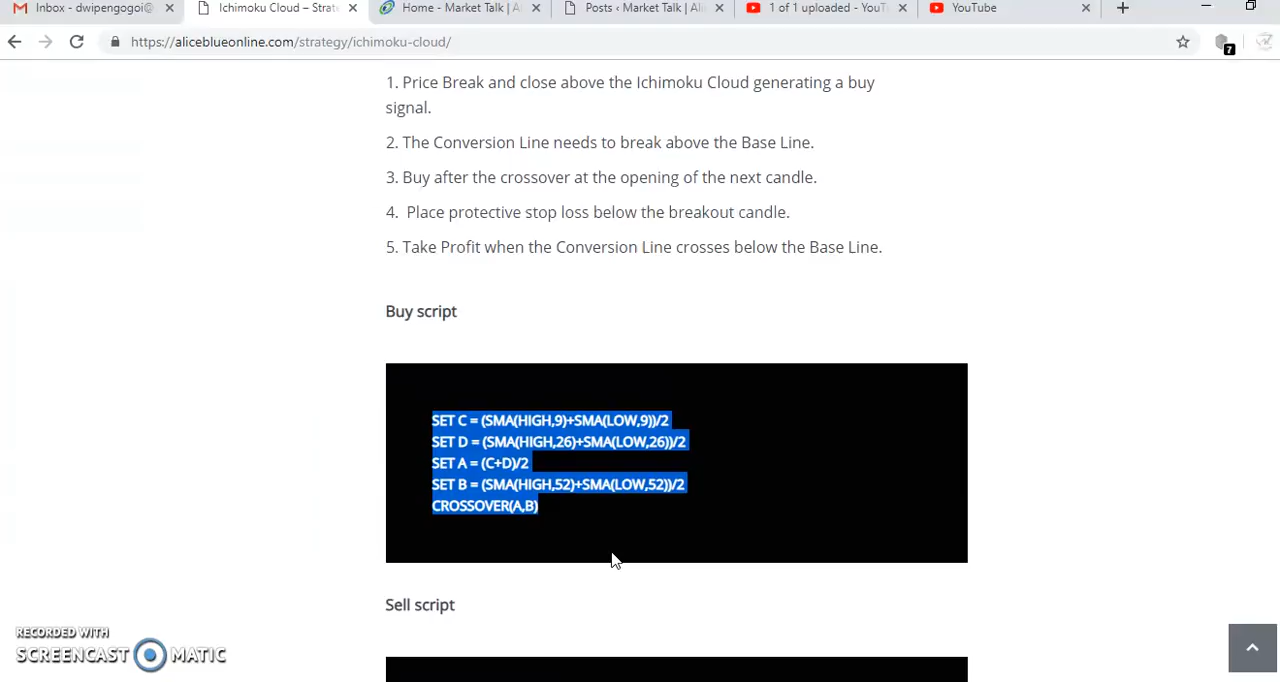 Inbox - dwipengogoi@
Ichimoku Cloud – Strat
Home - Market Talk | A
Posts ‹ Market Talk | Ali
1 of 1 uploaded - YouT
YouTube
https://aliceblueonline.com/strategy/ichimoku-cloud/
7
1. Price Break and close above the Ichimoku Cloud generating a buy
signal.
2. The Conversion Line needs to break above the Base Line.
3. Buy after the crossover at the opening of the next candle.
4. Place protective stop loss below the breakout candle.
5. Take Profit when the Conversion Line crosses below the Base Line.
Buy script
SET C = (SMA(HIGH,9)+SMA(LOW,9))/2
SET D = (SMA(HIGH,26)+SMA(LOW,26))/2
SET A = (C+D)/2
SET B = (SMA(HIGH,52)+SMA(LOW,52))/2
CROSSOVER(A,B)
Sell script
RECORDED WITH
SCREENCAST MATIC